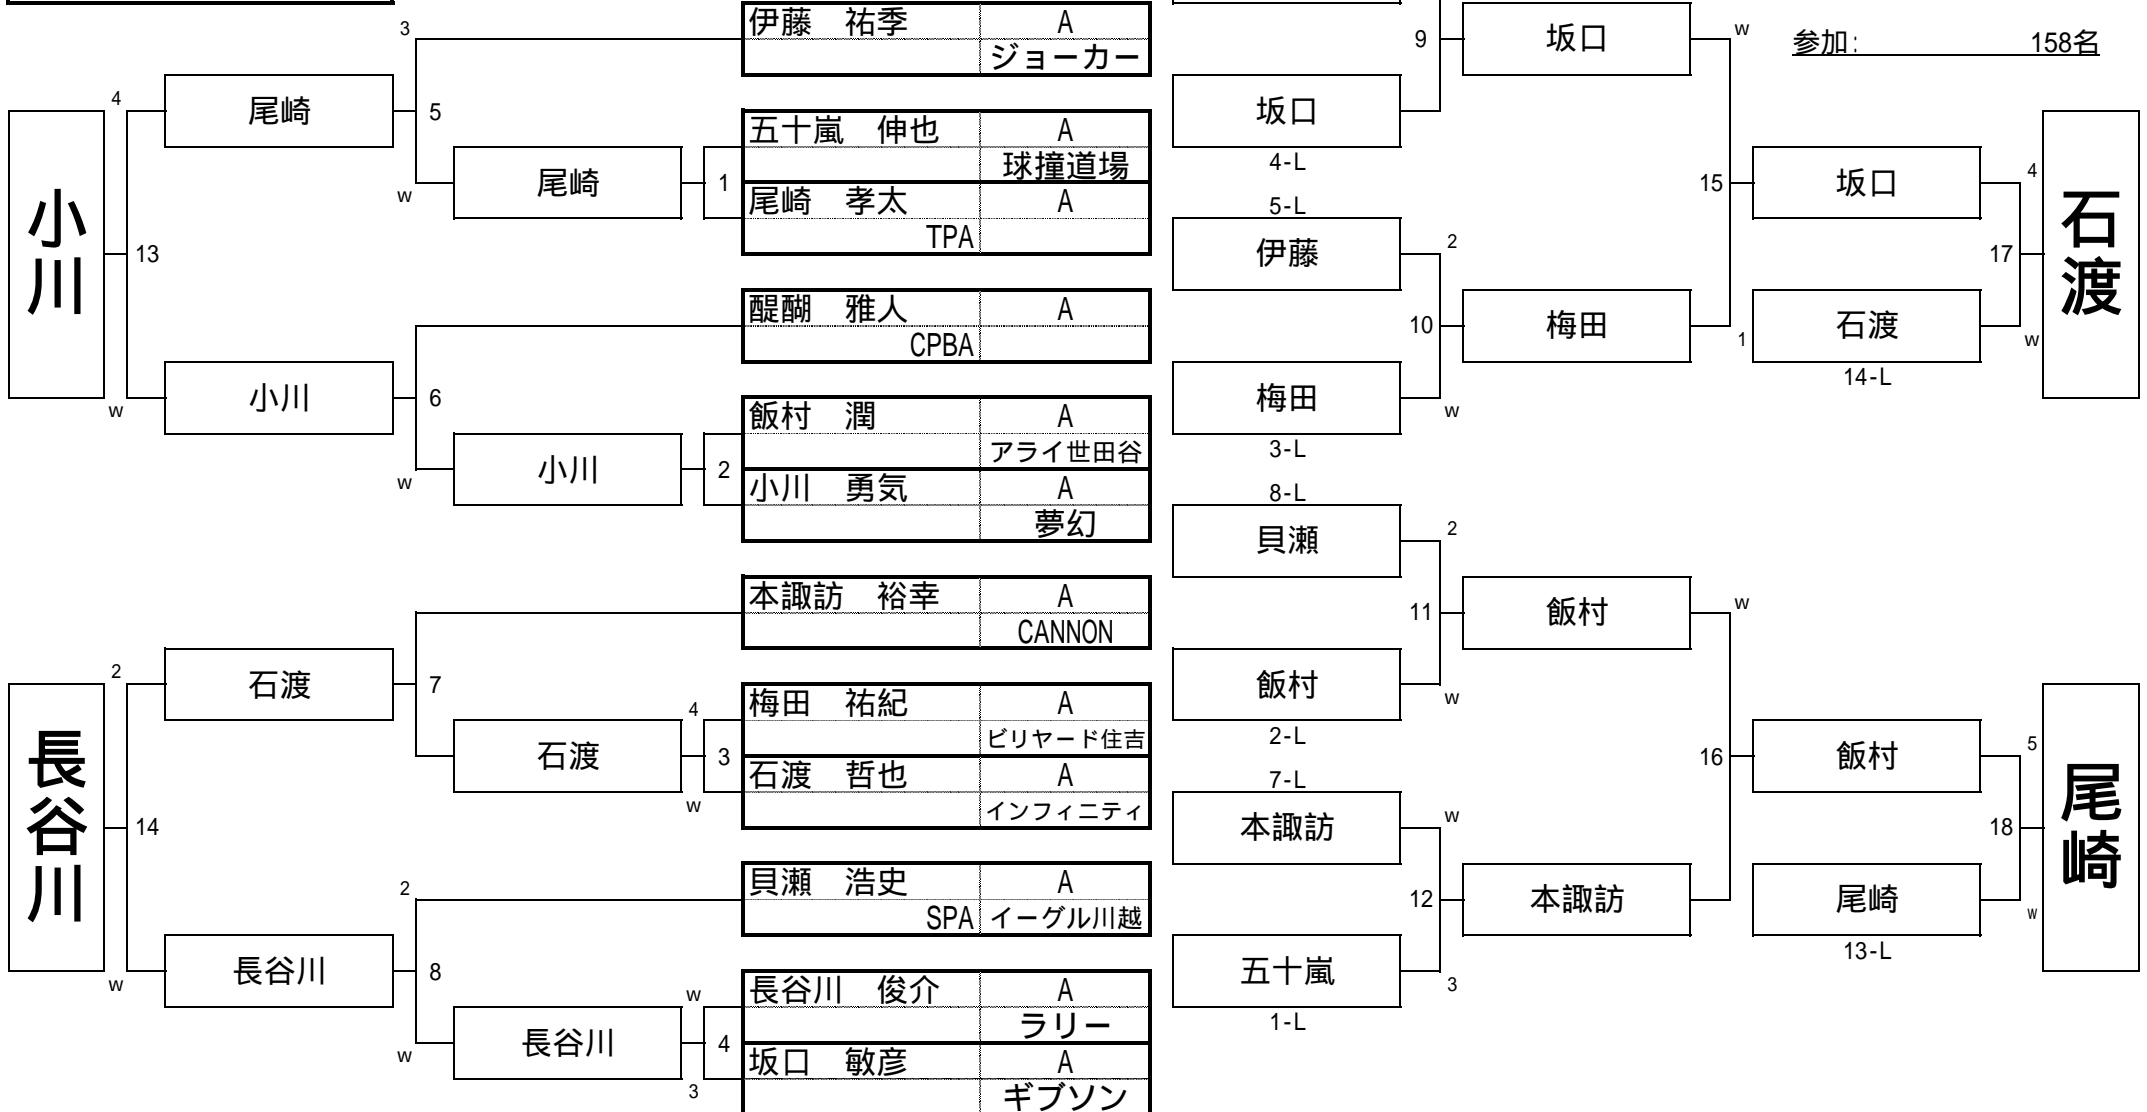 伊藤 祐季 A
ジョーカー
五十嵐 伸也 A
球撞道場
尾崎 孝太 A
TPA
醍醐 雅人 A
CPBA
飯村 潤 A
アライ世田谷
小川 勇気 A
夢幻
本諏訪 裕幸 A
CANNON
梅田 祐紀 A
ビリヤード住吉
石渡 哲也 A
インフィニティ
貝瀬 浩史 A
SPA イーグル川越
長谷川 俊介 A
ラリー
坂口 敏彦 A
ギブソン
尾崎
1
小川
2
4
石渡
3
w
w
長谷川
4
3
3
尾崎
5
w
小川
6
w
石渡
7
2
長谷川
8
w
4
小川
13
w
2
長谷川
14
w
坂口
4-L
5-L
伊藤
梅田
3-L
8-L
貝瀬
飯村
2-L
7-L
本諏訪
五十嵐
1-L
9
坂口
2
10
梅田
w
2
11
飯村
w
w
12
本諏訪
3
w
15
坂口
1
石渡
14-L
w
16
飯村
尾崎
13-L
4
17
石渡
w
5
18
尾崎
w
参加: 158名